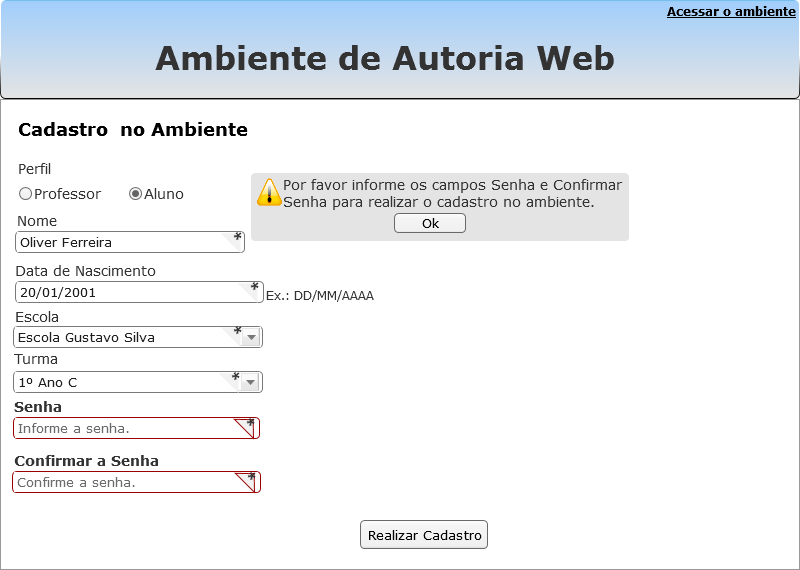 Acessar o ambiente
Ambiente de Autoria Web
Cadastro no Ambiente
Perfil
Professor Aluno
Por favor informe os campos Senha e Confirmar
Senha para realizar o cadastro no ambiente.
Ok
Nome
Oliver Ferreira *
Data de Nascimento
20/01/2001 * Ex.: DD/MM/AAAA
Escola
Escola Gustavo Silva *
Turma
1º Ano C *
Senha
Informe a senha. *
Confirmar a Senha
Confirme a senha. *
Realizar Cadastro